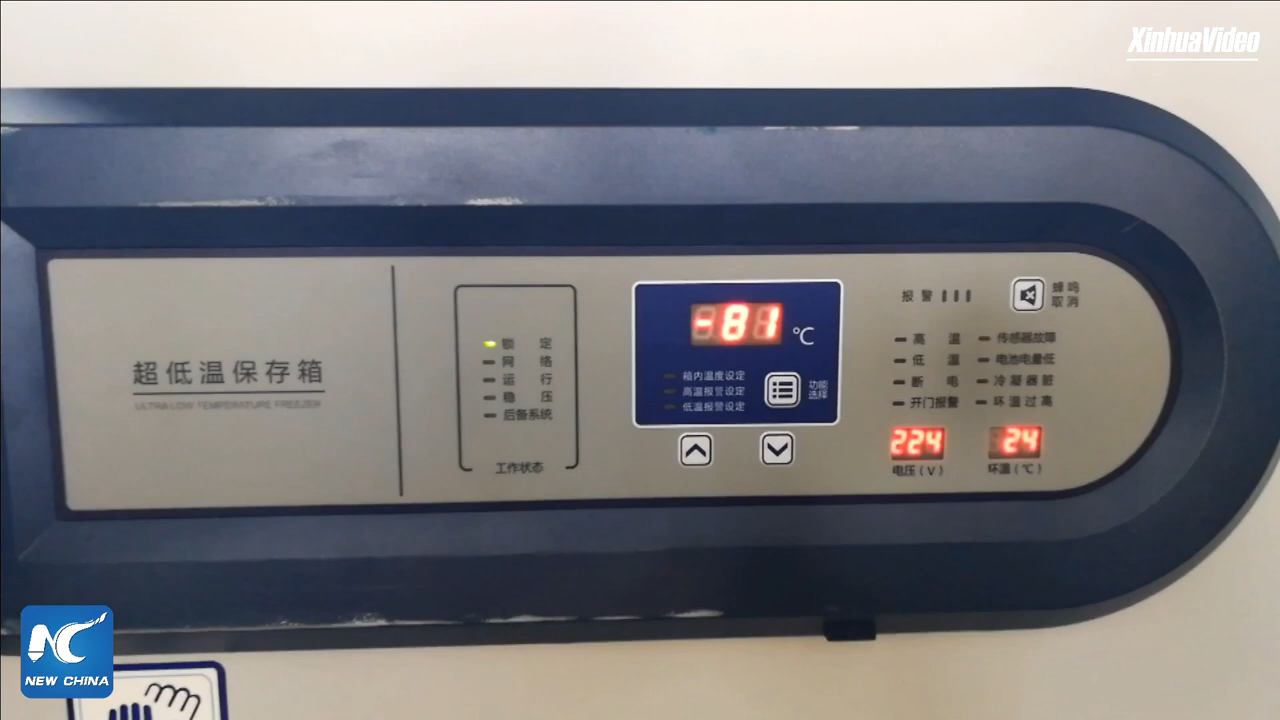 XinhuaVideo
超低温保存箱
ULTRA-LOW TEMPERATURE FREEZER
锁 定
网 络
运 行
稳 压
后备系统
工作状态
-81 ℃
箱内温度设定
高温报警设定
低温报警设定
功能
选择
报 警
蜂 鸣
取 消
高 温
传感器故障
低 温
电池电量低
断 电
冷凝器脏
开门报警
环温过高
224
24
电压(V)
环温(℃)
NEW CHINA